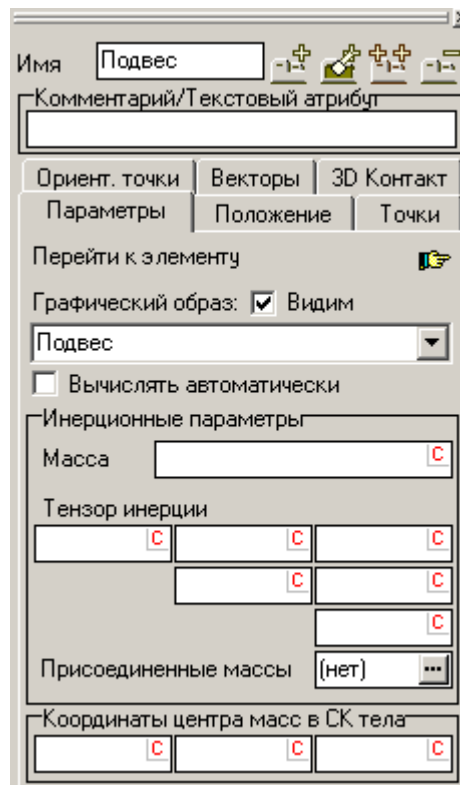 Имя Подвес
Комментарий/Текстовый атрибут
Ориент. точки Векторы 3D Контакт
Параметры Положение Точки
Перейти к элементу
Графический образ: Видим
Подвес
Вычислять автоматически
Инерционные параметры
Масса C
Тензор инерции
C C C
C C
C
Присоединенные массы (нет) ...
Координаты центра масс в СК тела
C C C